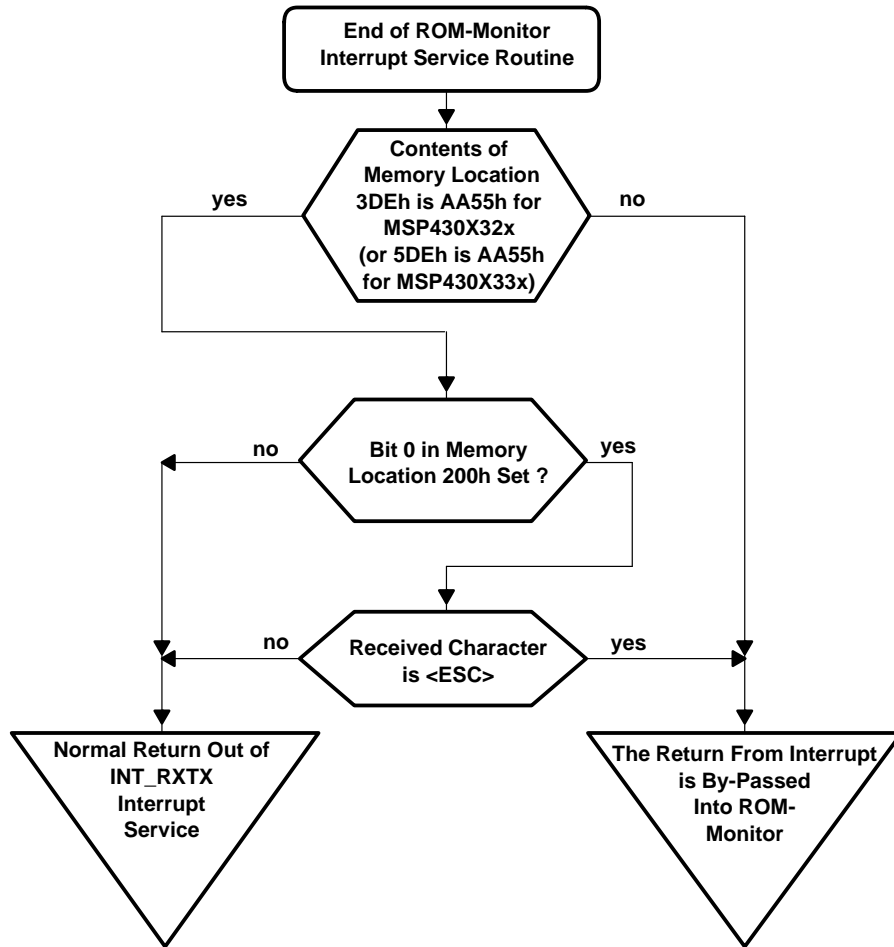 End of ROM-Monitor
Interrupt Service Routine
Contents of
Memory Location
3DEh is AA55h for
MSP430X32x
(or 5DEh is AA55h
for MSP430X33x)
yes
no
Bit 0 in Memory
Location 200h Set ?
no
yes
Received Character
is <ESC>
no
yes
Normal Return Out of
INT_RXTX
Interrupt
Service
The Return From Interrupt
is By-Passed
Into ROM-
Monitor